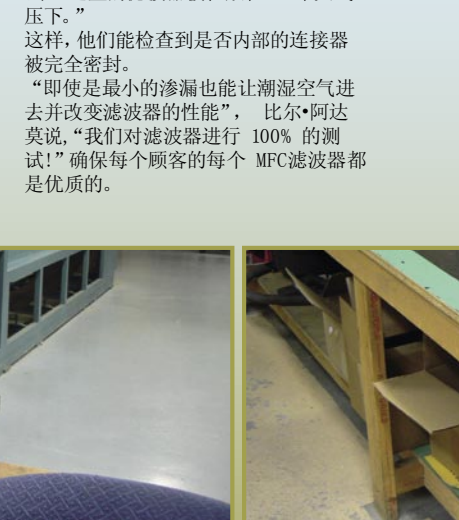 压下。”
这样,他们能检查到是否内部的连接器
被完全密封。
“即使是最小的渗漏也能让潮湿空气进
去并改变滤波器的性能”， 比尔•阿达
莫说,“我们对滤波器进行 100% 的测
试!”确保每个顾客的每个 MFC滤波器都
是优质的。